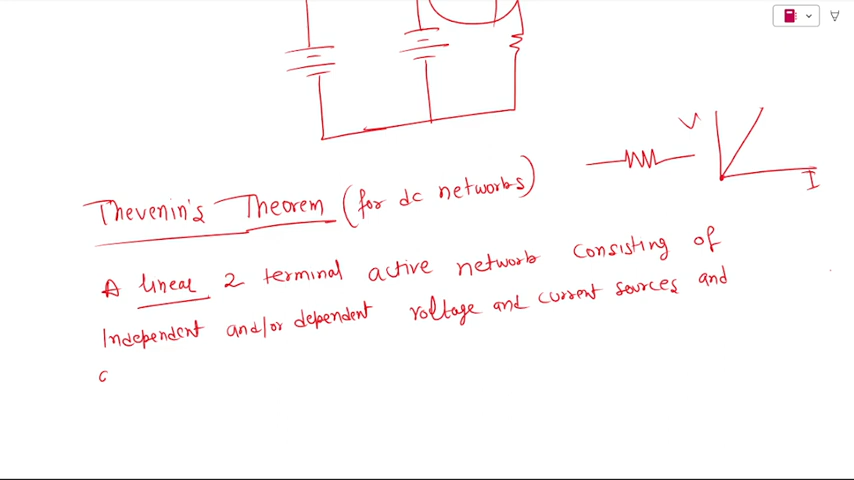 V
I
Thevenin's Theorem (for dc networks)
A linear 2 terminal active network consisting of
Independent and/or dependent voltage and current sources and